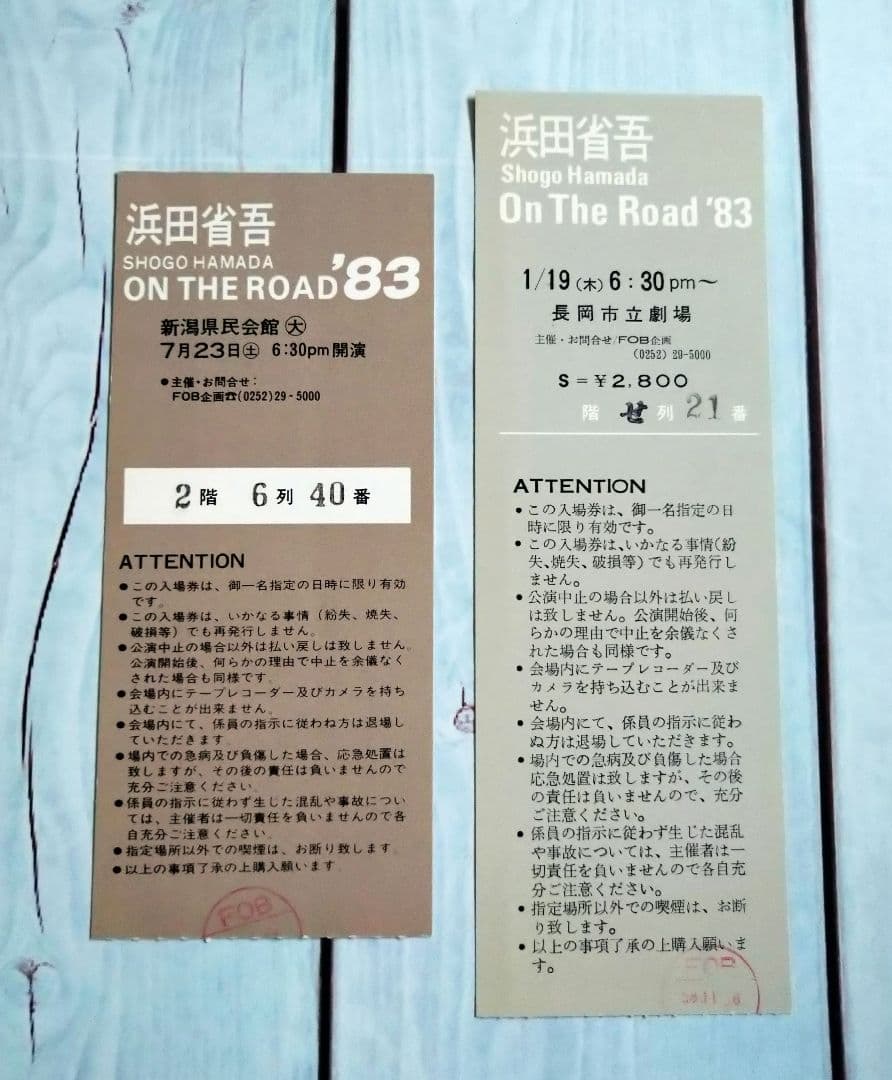 浜田省吾
SHOGO HAMADA
ON THE ROAD'83
新潟県民会館 大
7月23日 土 6:30pm 開演
●主催・お問合せ:
FOB企画☎(0252)29-5000
2階 6列 40番
ATTENTION
●この入場券は、御一名指定の日時に限り有効
です。
●この入場券は、いかなる事情(紛失、焼失、
破損等)でも再発行しません。
●公演中止の場合以外は払い戻しは致しません。
公演開始後、何らかの理由で中止を余儀なく
された場合も同様です。
●会場内にテープレコーダー及びカメラを持ち
込むことが出来ません。
●会場内にて、係員の指示に従わね方は退場し
ていただきます。
●場内での急病及び負傷した場合、応急処置は
致しますが、その後の責任は負いませんので
充分ご注意ください。
●係員の指示に従わず生じた混乱や事故につい
ては、主催者は一切責任を負いませんので各
自充分ご注意ください。
●指定場所以外での喫煙は、お断り致します。
●以上の事項了承の上購入願います。
FOB
浜田省吾
Shogo Hamada
On The Road '83
1/19(木)6:30pm〜
長岡市立劇場
主催・お問合せ/FOB企画
(0252)29-5000
S=¥2,800
階 せ 列 21 番
ATTENTION
●この入場券は、御一名指定の日
時に限り有効です。
●この入場券は、いかなる事情(紛
失、焼失、破損等)でも再発行し
ません。
●公演中止の場合以外は払い戻し
は致しません。公演開始後、何
らかの理由で中止を余儀なくさ
れた場合も同様です。
●会場内にテープレコーダー及び
カメラを持ち込むことが出来ま
せん。
●会場内にて、係員の指示に従わ
ぬ方は退場していただきます。
●場内での急病及び負傷した場合
応急処置は致しますが、その後
の責任は負いませんので、充分
ご注意ください。
●係員の指示に従わず生じた混乱
や事故については、主催者は一
切責任を負いませんので各自充
分ご注意ください。
●指定場所以外での喫煙は、お断
り致します。
●以上の事項了承の上購入願いま
す。
FOB